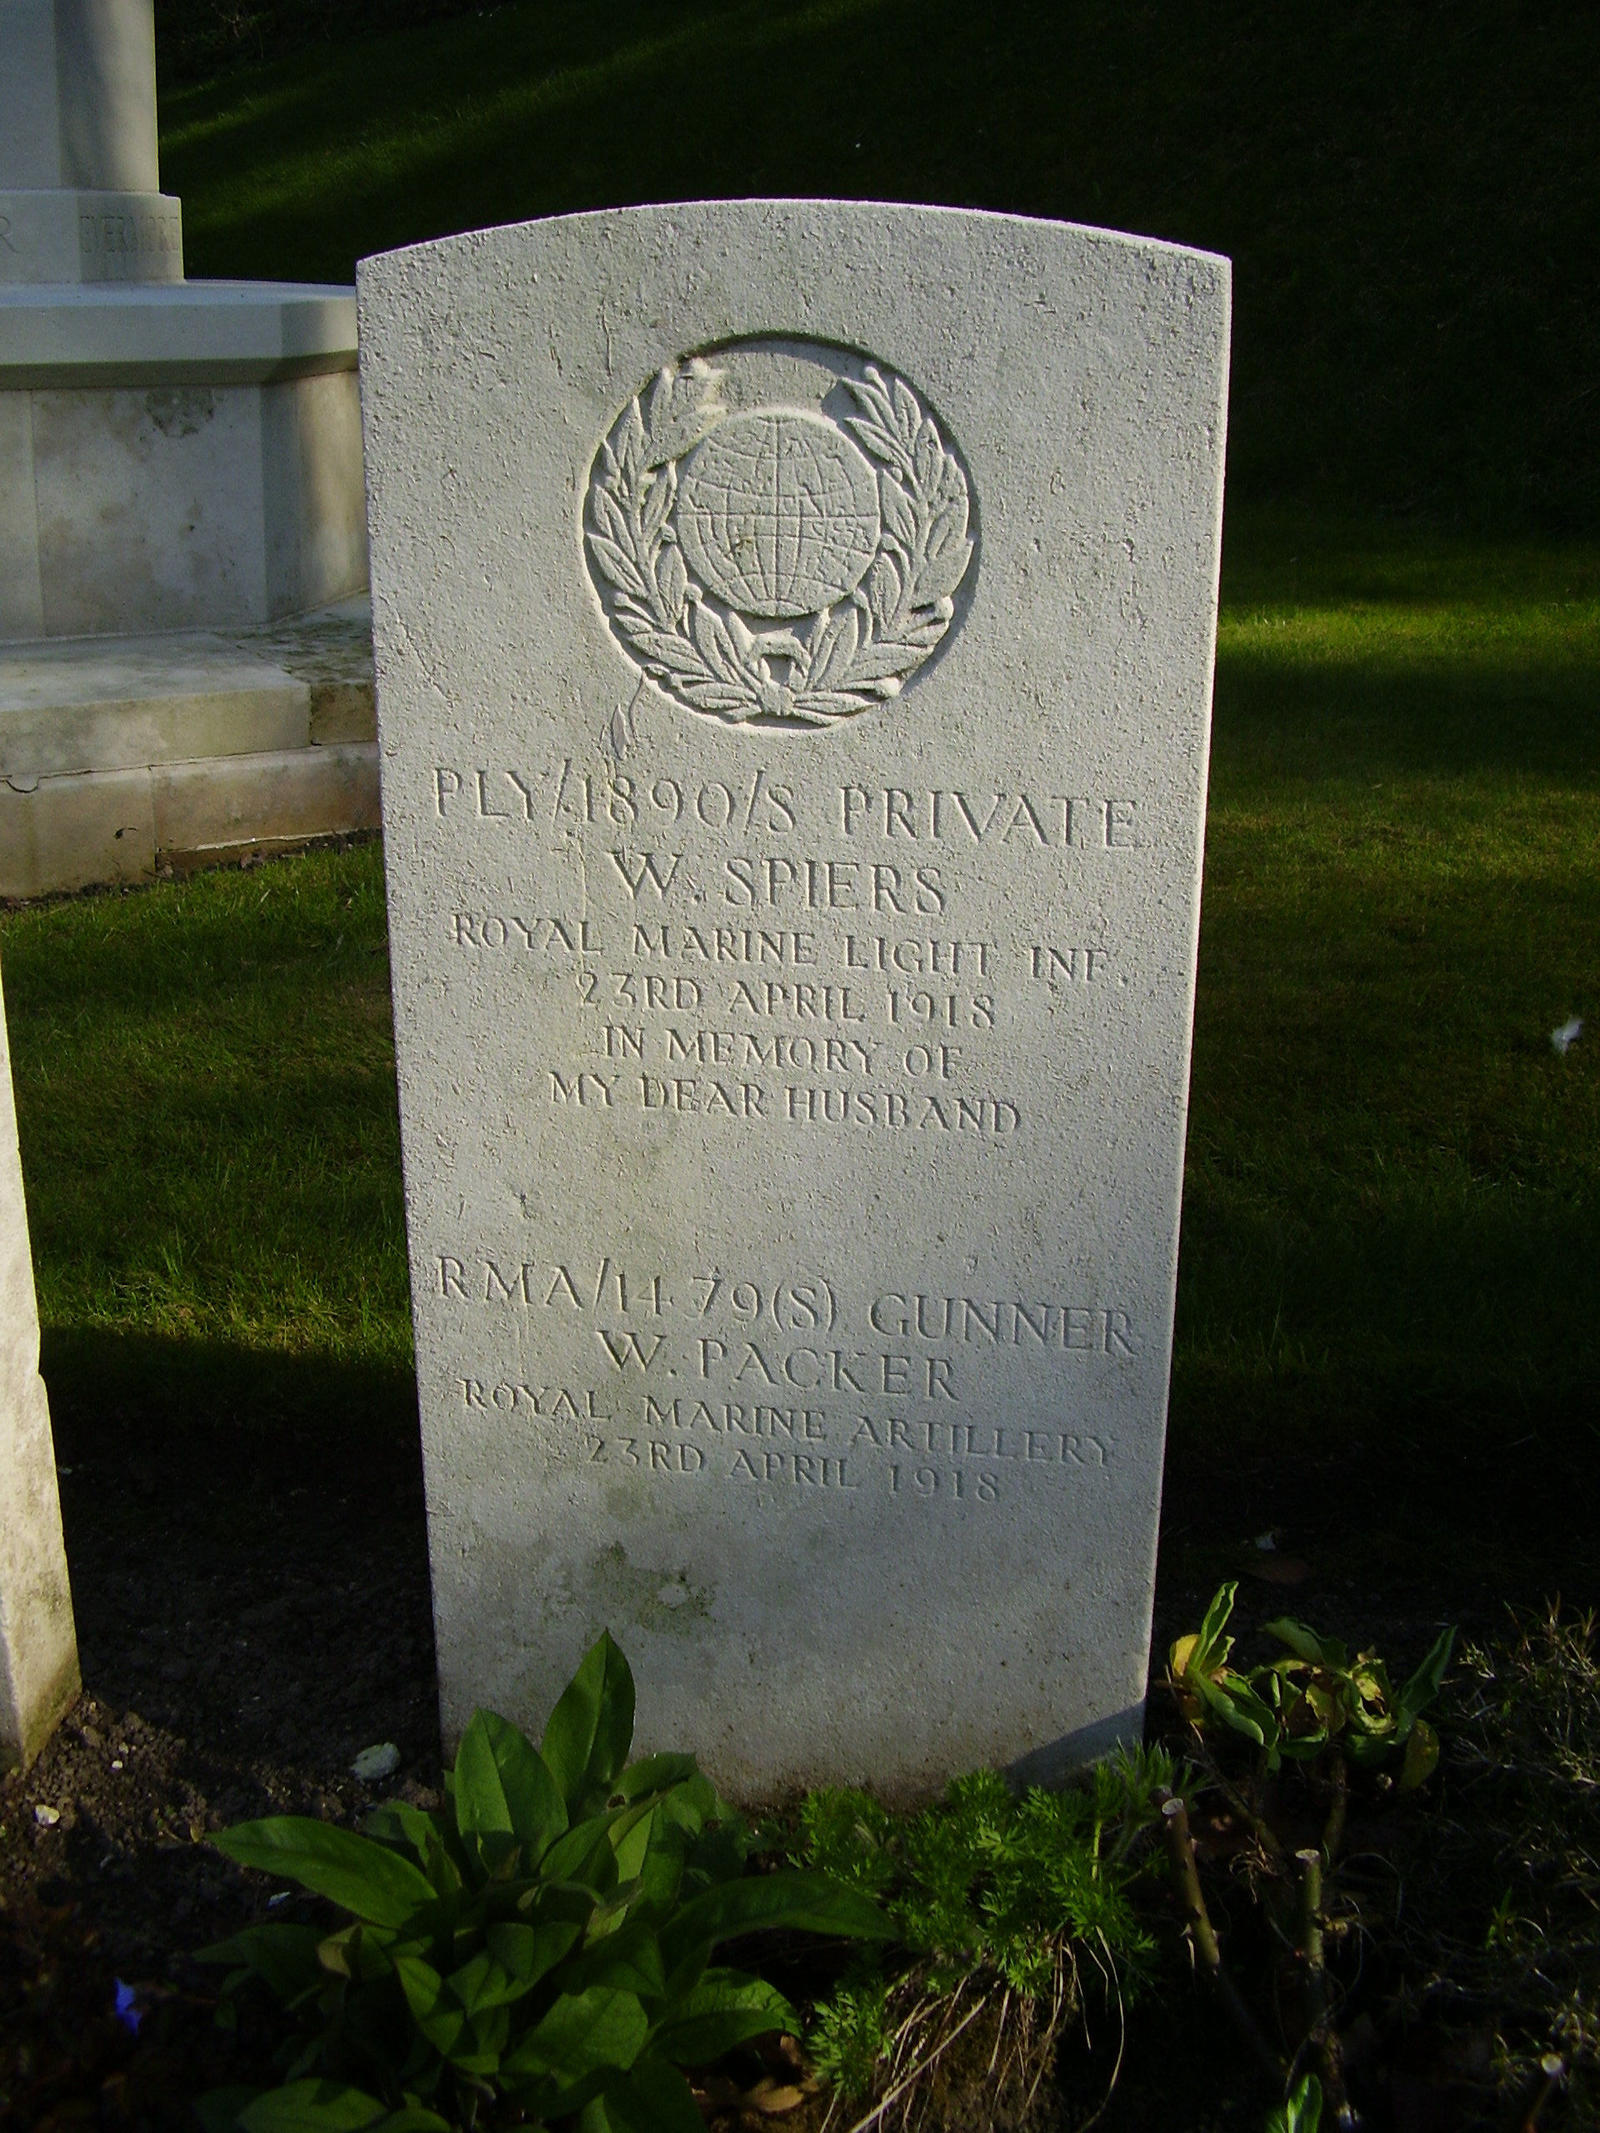 R EVERMORE
PLY/1890/S PRIVATE
W. SPIERS
ROYAL MARINE LIGHT INF.
23RD APRIL 1918
IN MEMORY OF
MY DEAR HUSBAND
RMA/1479(S) GUNNER
W. PACKER
ROYAL MARINE ARTILLERY
23RD APRIL 1918